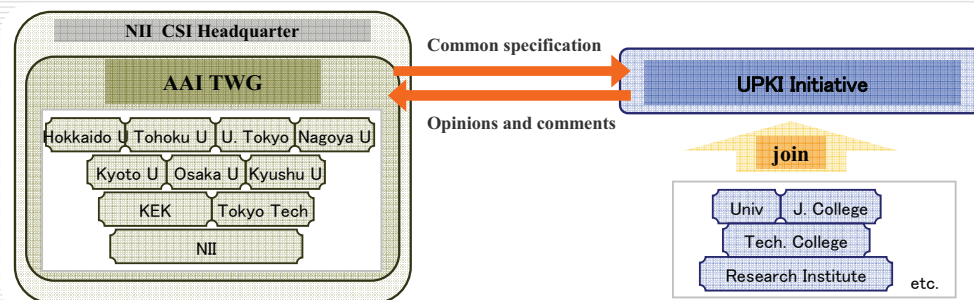 NII CSI Headquarter
AAI TWG
Hokkaido U Tohoku U U. Tokyo Nagoya U
Kyoto U Osaka U Kyushu U
KEK Tokyo Tech
NII
Common specification
Opinions and comments
UPKI Initiative
join
Univ J. College
Tech. College
Research Institute
etc.